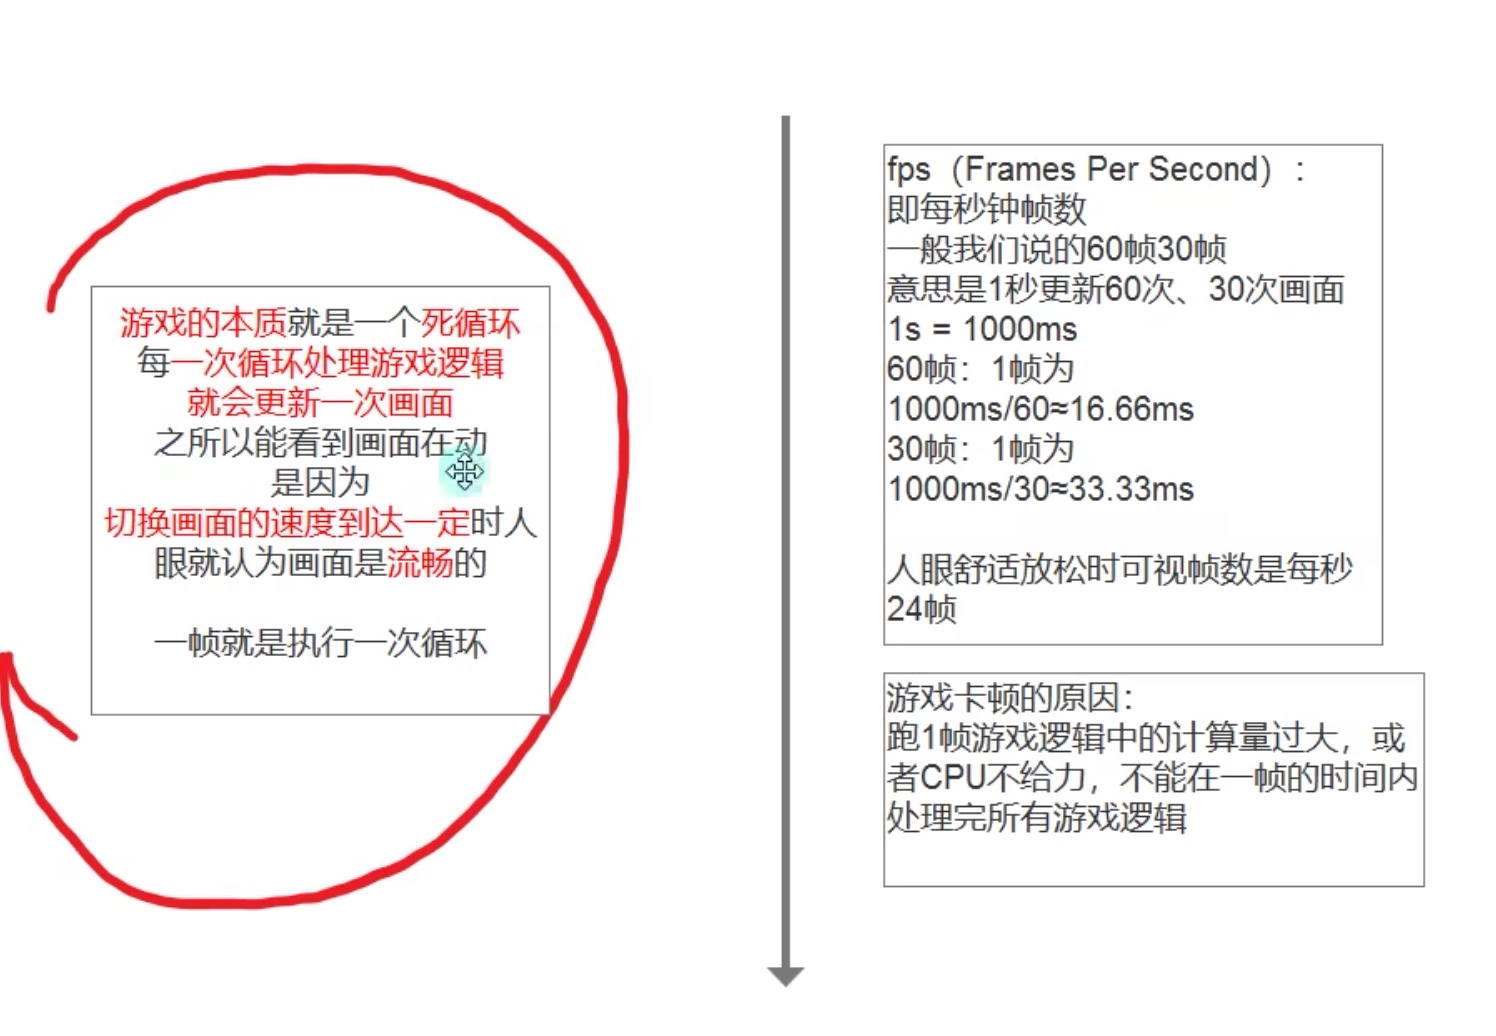 游戏的本质就是一个死循环
每一次循环处理游戏逻辑
就会更新一次画面
之所以能看到画面在动
是因为
切换画面的速度到达一定时人
眼就认为画面是流畅的
一帧就是执行一次循环
fps（Frames Per Second）：
即每秒钟帧数
一般我们说的60帧30帧
意思是1秒更新60次、30次画面
1s = 1000ms
60帧：1帧为
1000ms/60≈16.66ms
30帧：1帧为
1000ms/30≈33.33ms
人眼舒适放松时可视帧数是每秒
24帧
游戏卡顿的原因：
跑1帧游戏逻辑中的计算量过大，或
者CPU不给力，不能在一帧的时间内
处理完所有游戏逻辑